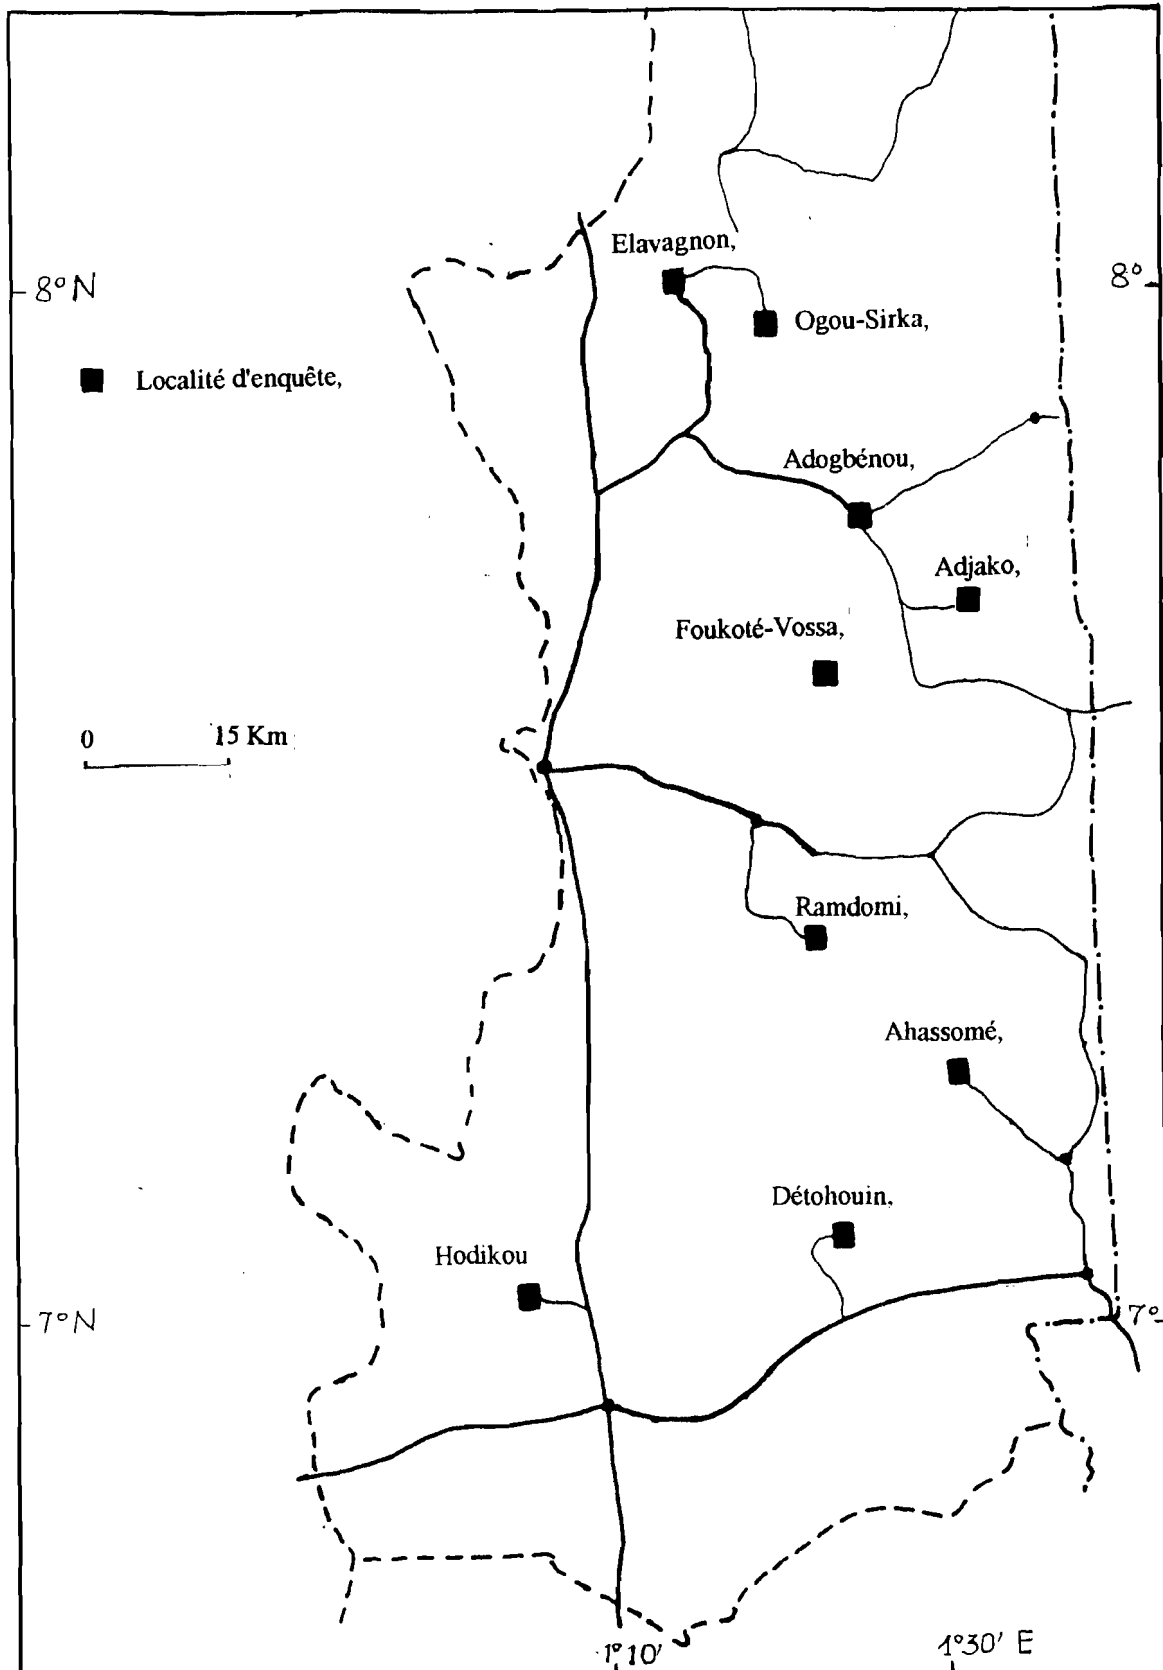 Elavagnon,
8°N
8°
Ogou-Sirka,
Localité d'enquête,
Adogbénou,
Adjako,
Foukoté-Vossa,
0 15 Km
Ramdomi,
Ahassomé,
Détohouin,
Hodikou
7°N
7°
1°10'
1°30' E